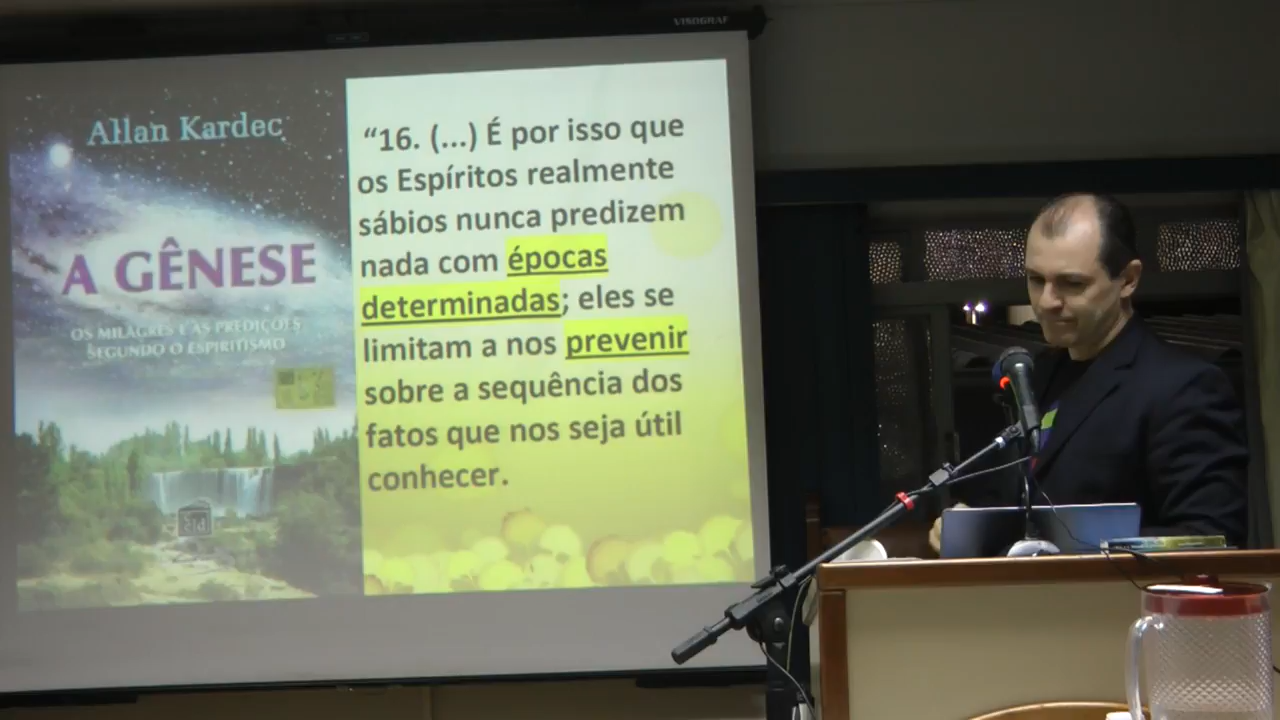 VISOGRAF
Allan Kardec
A GÊNESE
OS MILAGRES E AS PREDIÇÕES
SEGUNDO O ESPIRITISMO
eld
“16. (...) É por isso que
os Espíritos realmente
sábios nunca predizem
nada com épocas
determinadas; eles se
limitam a nos prevenir
sobre a sequência dos
fatos que nos seja útil
conhecer.